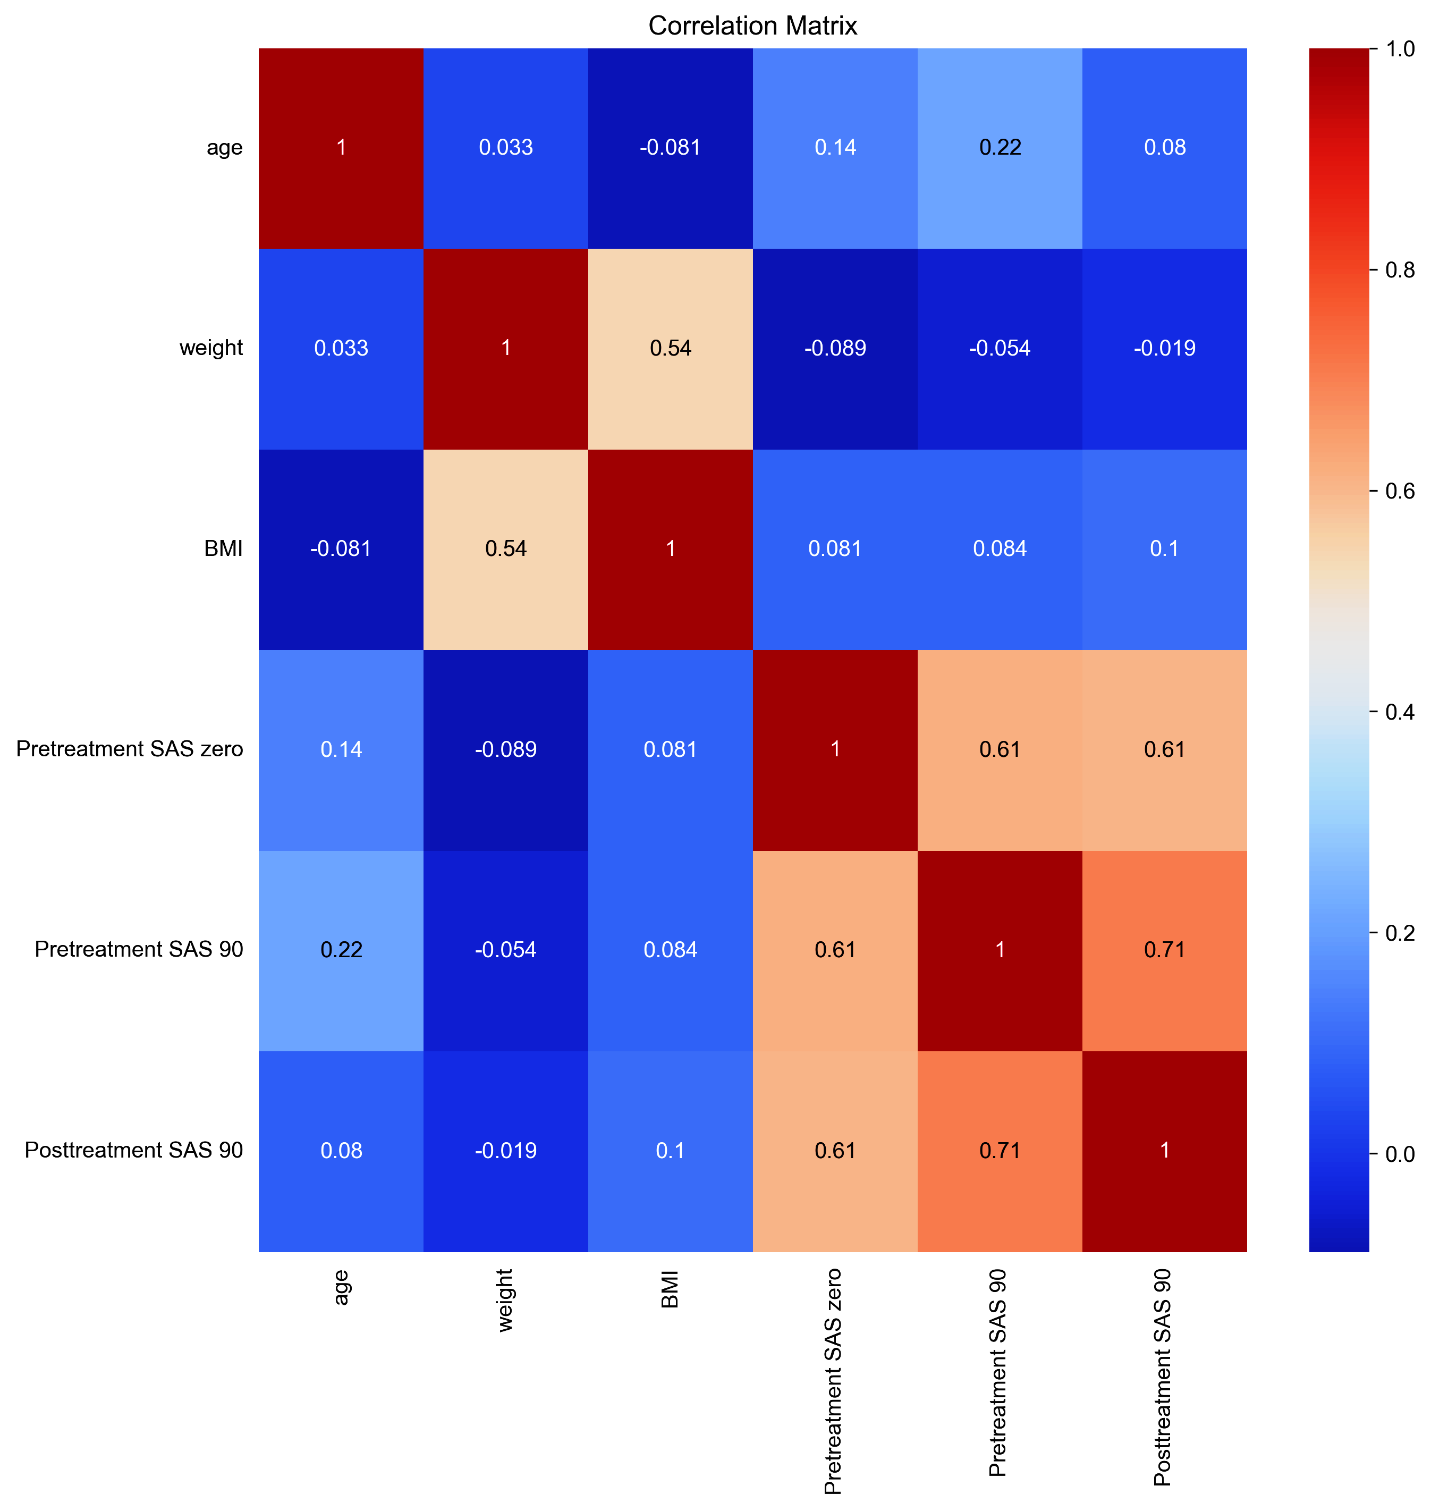 Correlation Matrix
age 1 0.033 -0.081 0.14 0.22 0.08
weight 0.033 1 0.54 -0.089 -0.054 -0.019
BMI -0.081 0.54 1 0.081 0.084 0.1
Pretreatment SAS zero 0.14 -0.089 0.081 1 0.61 0.61
Pretreatment SAS 90 0.22 -0.054 0.084 0.61 1 0.71
Posttreatment SAS 90 0.08 -0.019 0.1 0.61 0.71 1
age
weight
BMI
Pretreatment SAS zero
Pretreatment SAS 90
Posttreatment SAS 90
1.0
0.8
0.6
0.4
0.2
0.0